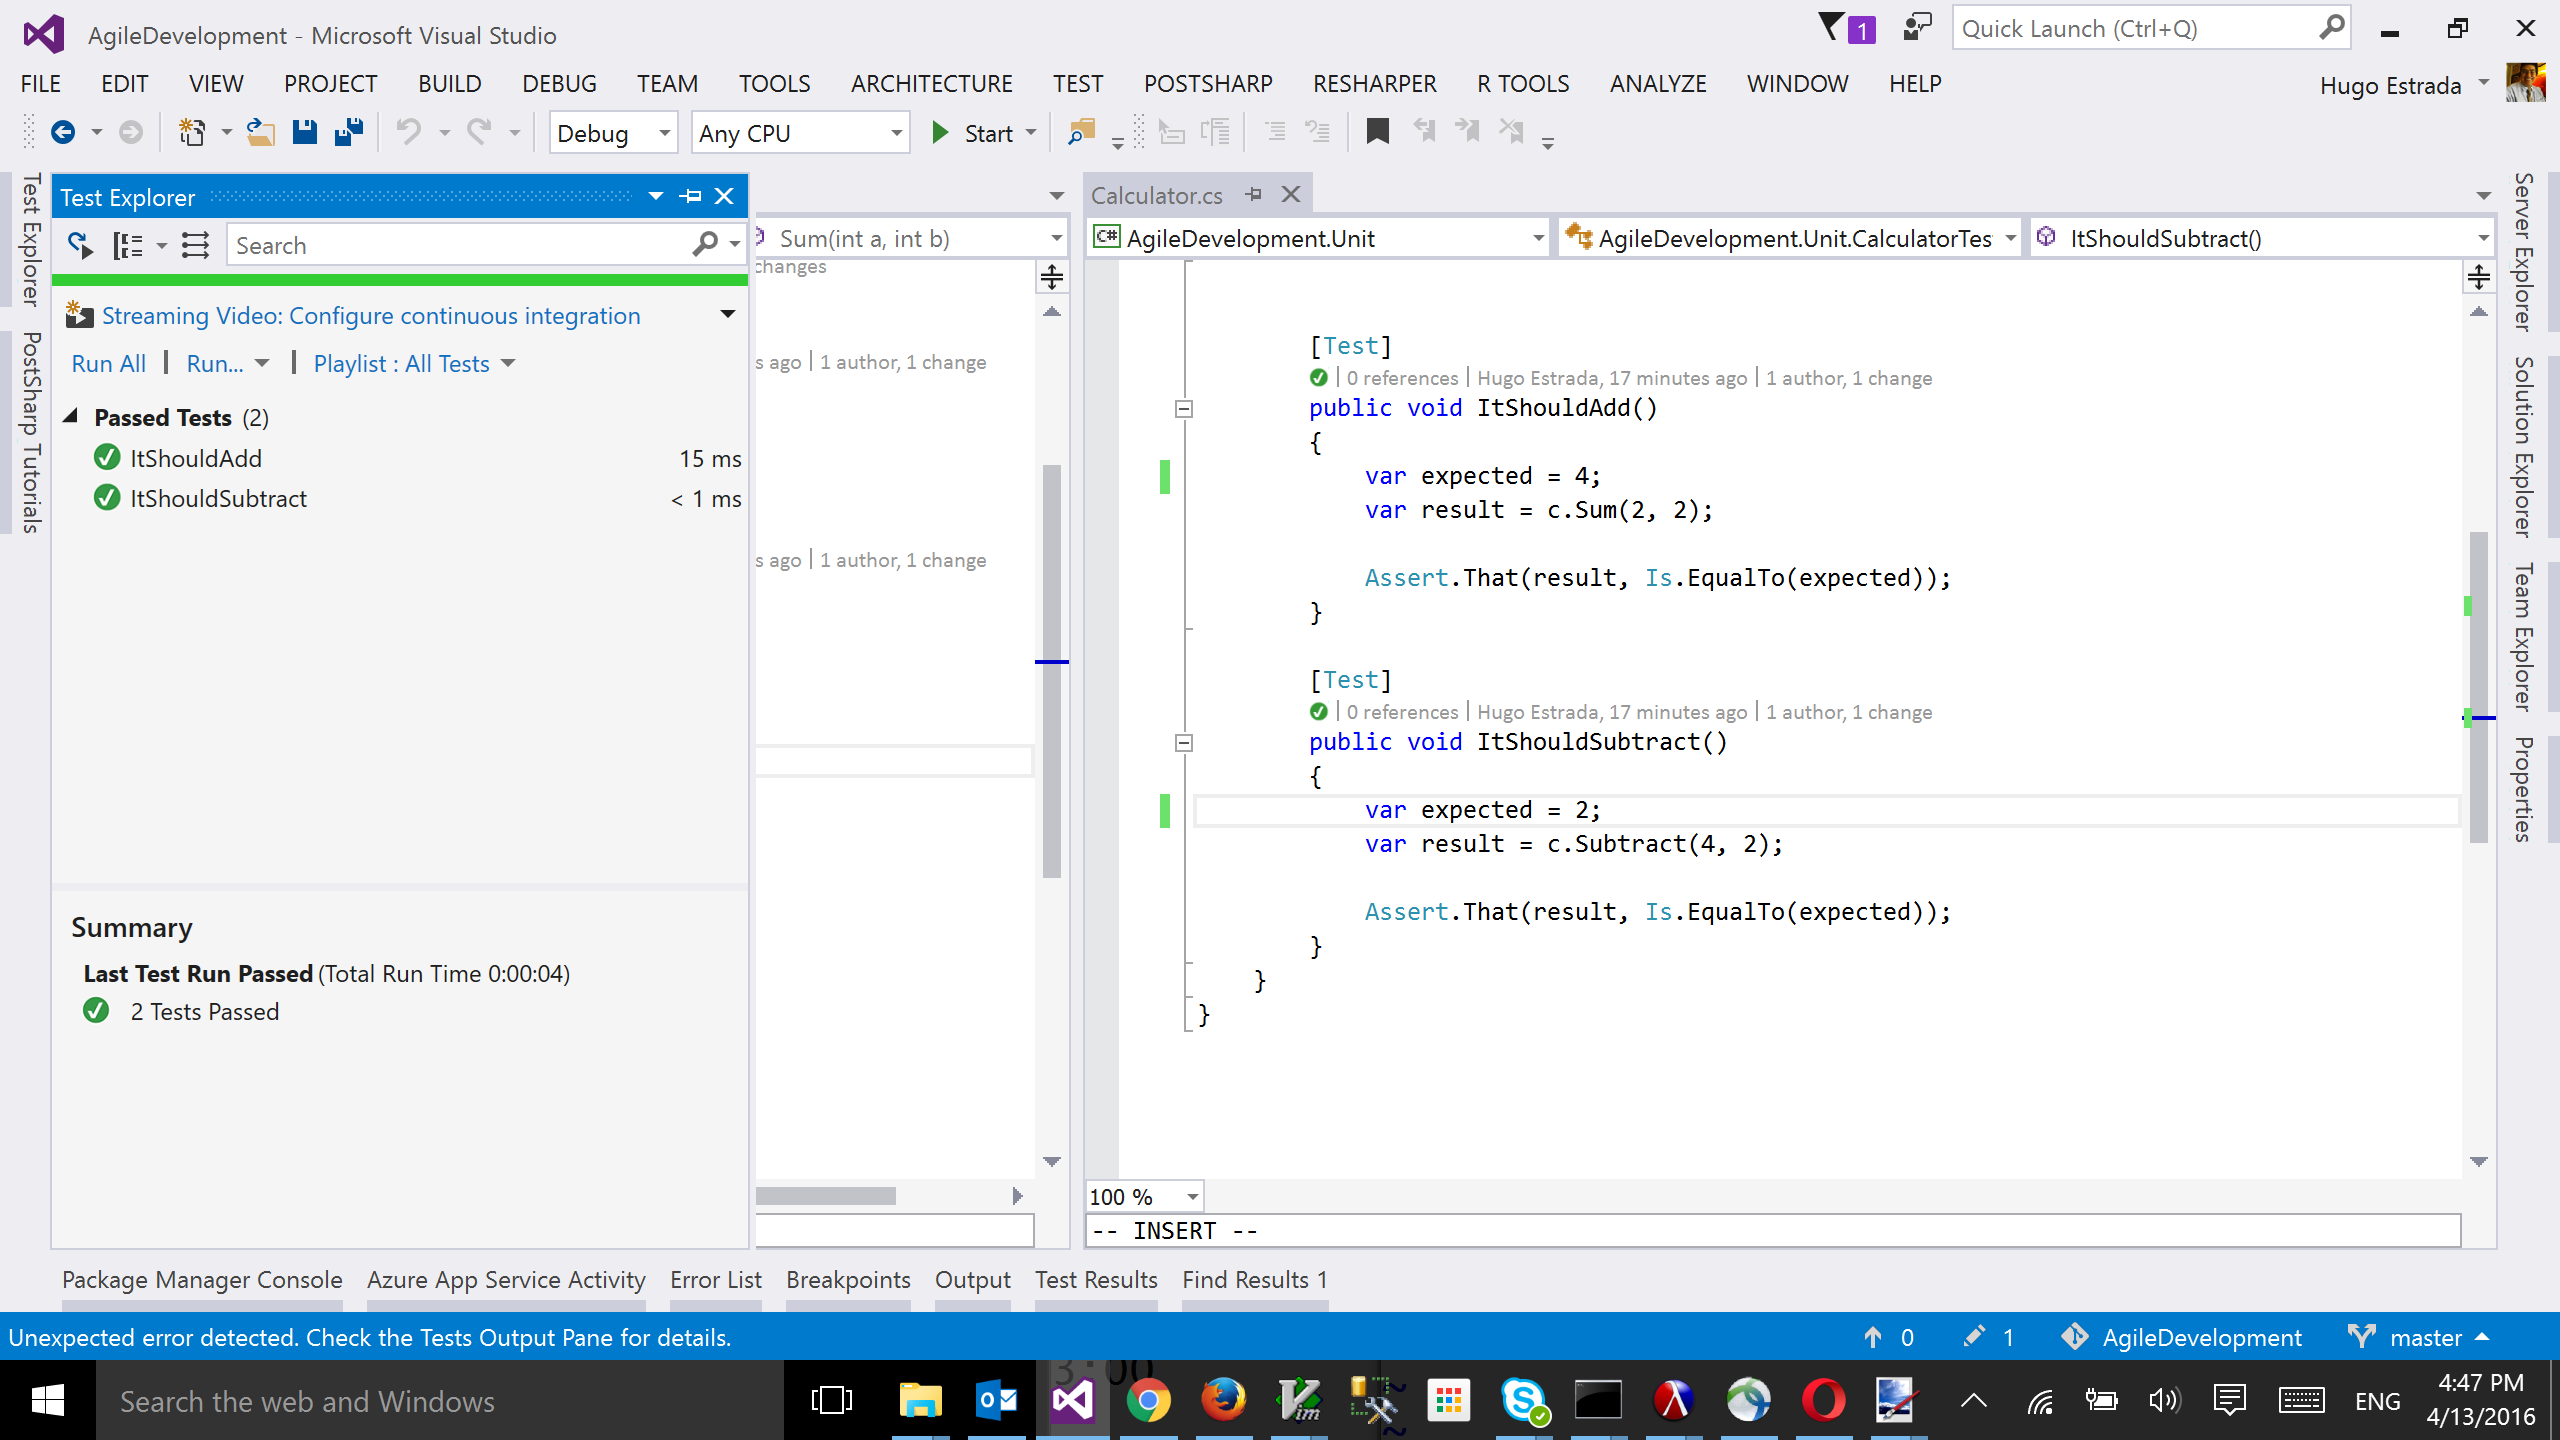 AgileDevelopment - Microsoft Visual Studio
1
Quick Launch (Ctrl+Q)
FILE EDIT VIEW PROJECT BUILD DEBUG TEAM TOOLS ARCHITECTURE TEST POSTSHARP RESHARPER R TOOLS ANALYZE WINDOW HELP
Hugo Estrada
Debug
Any CPU
Start
Test Explorer
PostSharp Tutorials
Test Explorer
Search
Streaming Video: Configure continuous integration
Run All | Run... | Playlist : All Tests
Passed Tests (2)
ItShouldAdd 15 ms
ItShouldSubtract < 1 ms
Summary
Last Test Run Passed (Total Run Time 0:00:04)
2 Tests Passed
Sum(int a, int b)
changes
s ago | 1 author, 1 change
s ago | 1 author, 1 change
Calculator.cs
C# AgileDevelopment.Unit
AgileDevelopment.Unit.CalculatorTes
ItShouldSubtract()
[Test]
| 0 references | Hugo Estrada, 17 minutes ago | 1 author, 1 change
public void ItShouldAdd()
{
var expected = 4;
var result = c.Sum(2, 2);
Assert.That(result, Is.EqualTo(expected));
}
[Test]
| 0 references | Hugo Estrada, 17 minutes ago | 1 author, 1 change
public void ItShouldSubtract()
{
var expected = 2;
var result = c.Subtract(4, 2);
Assert.That(result, Is.EqualTo(expected));
}
}
}
100 %
-- INSERT --
Server Explorer
Solution Explorer
Team Explorer
Properties
Package Manager Console Azure App Service Activity Error List Breakpoints Output Test Results Find Results 1
Unexpected error detected. Check the Tests Output Pane for details.
0 1 AgileDevelopment master
Search the web and Windows
Vim
ENG
4:47 PM
4/13/2016